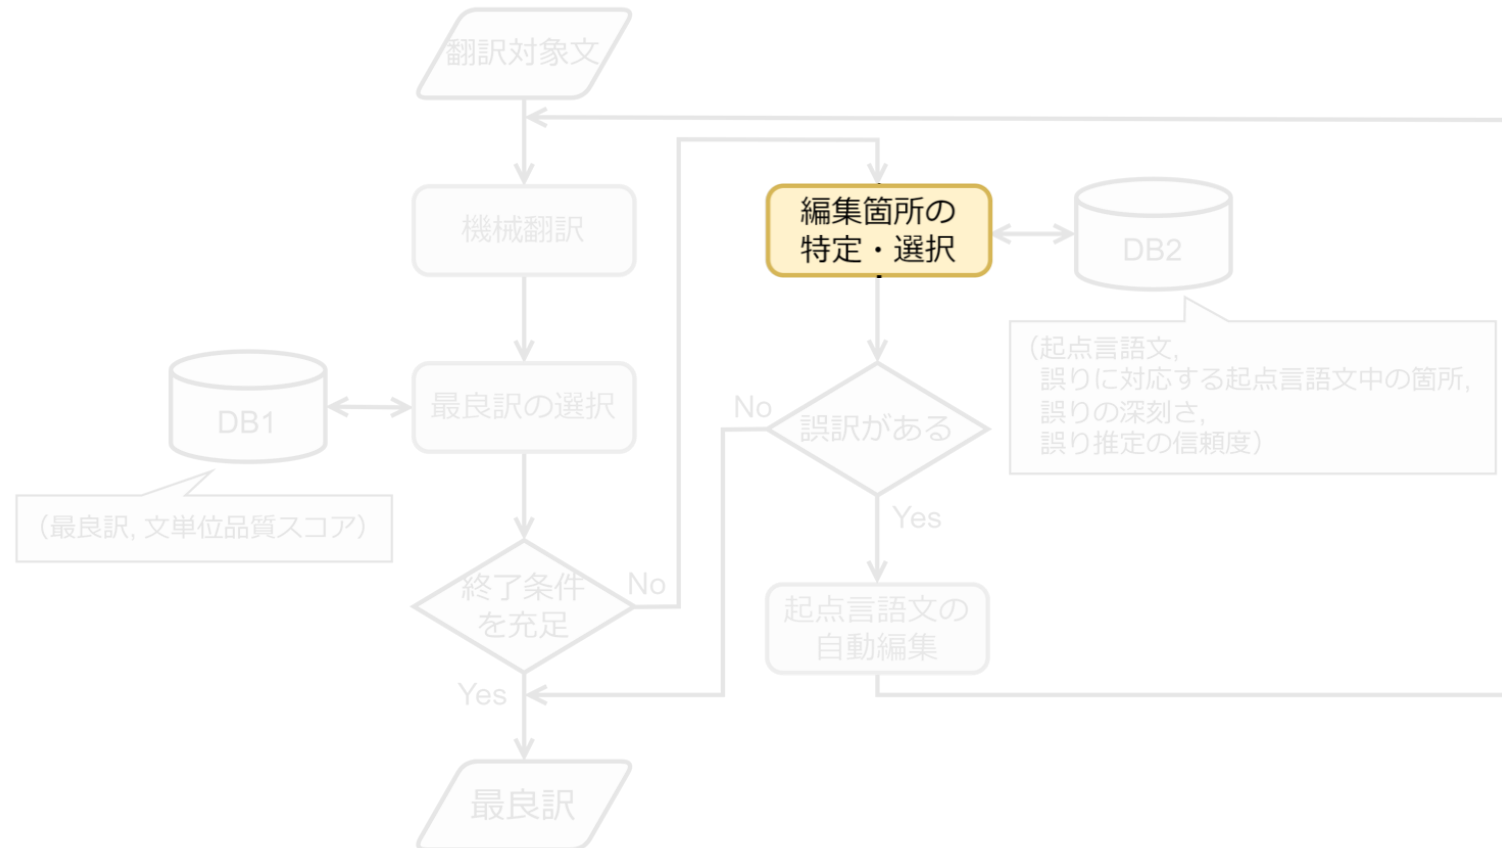 翻訳対象文
機械翻訳
編集箇所の
特定・選択
DB2
（起点言語文,
誤りに対応する起点言語文中の箇所,
誤りの深刻さ,
誤り推定の信頼度）
DB1
最良訳の選択
（最良訳, 文単位品質スコア）
No
誤訳がある
Yes
終了条件
を充足
No
起点言語文の
自動編集
Yes
最良訳